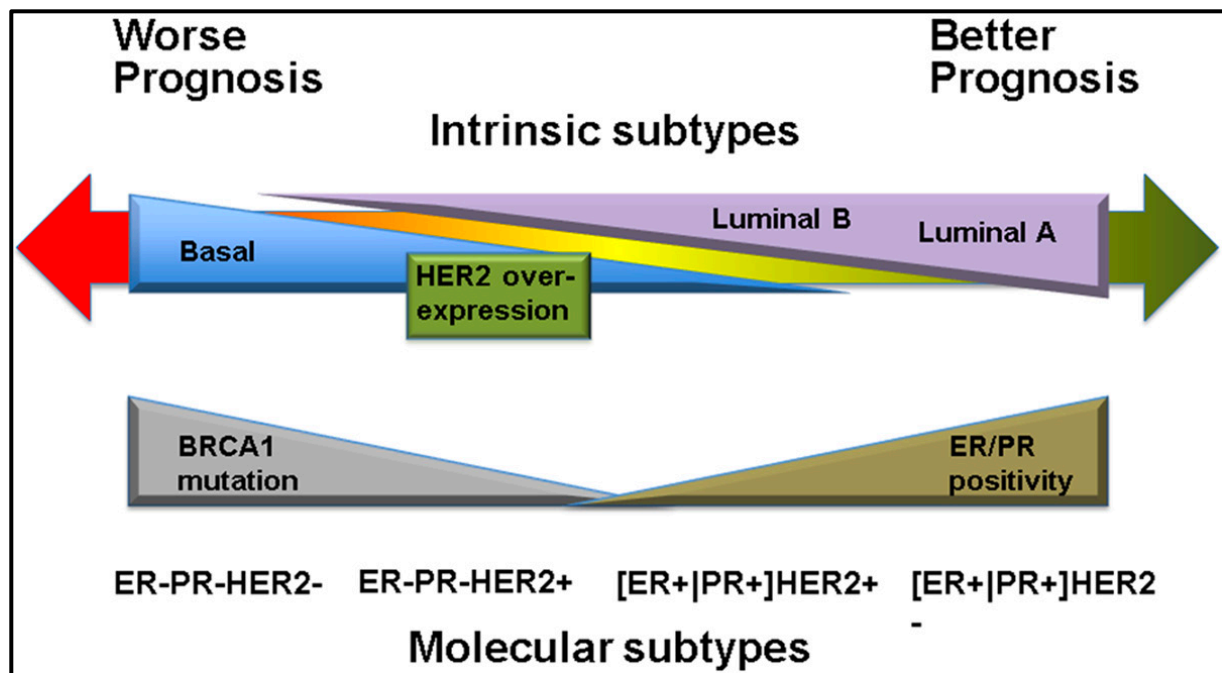 Worse
Prognosis
Better
Prognosis
Intrinsic subtypes
Basal
HER2 over-
expression
Luminal B
Luminal A
BRCA1
mutation
ER/PR
positivity
ER-PR-HER2-
ER-PR-HER2+
[ER+|PR+]HER2+
[ER+|PR+]HER2
-
Molecular subtypes